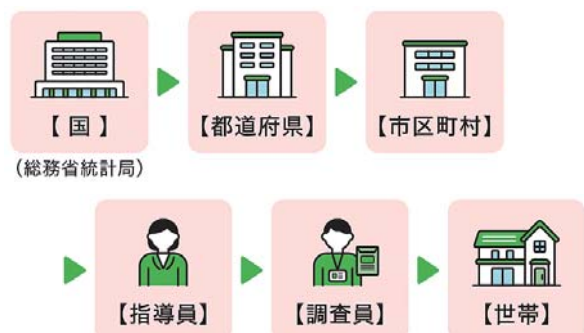 【国】
(総務省統計局)
【都道府県】
【市区町村】
【指導員】
【調査員】
【世帯】